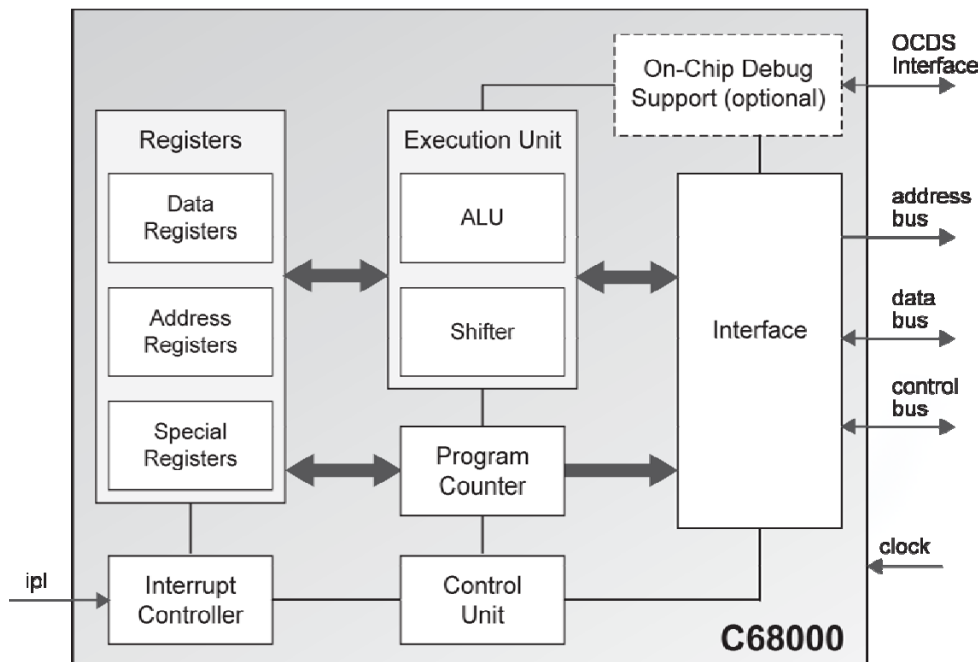 OCDS
Interface
On-Chip Debug
Support (optional)
Registers
Execution Unit
Data
Registers
ALU
address
bus
Address
Registers
Shifter
Interface
data
bus
control
bus
Special
Registers
Program
Counter
clock
ipl
Interrupt
Controller
Control
Unit
C68000